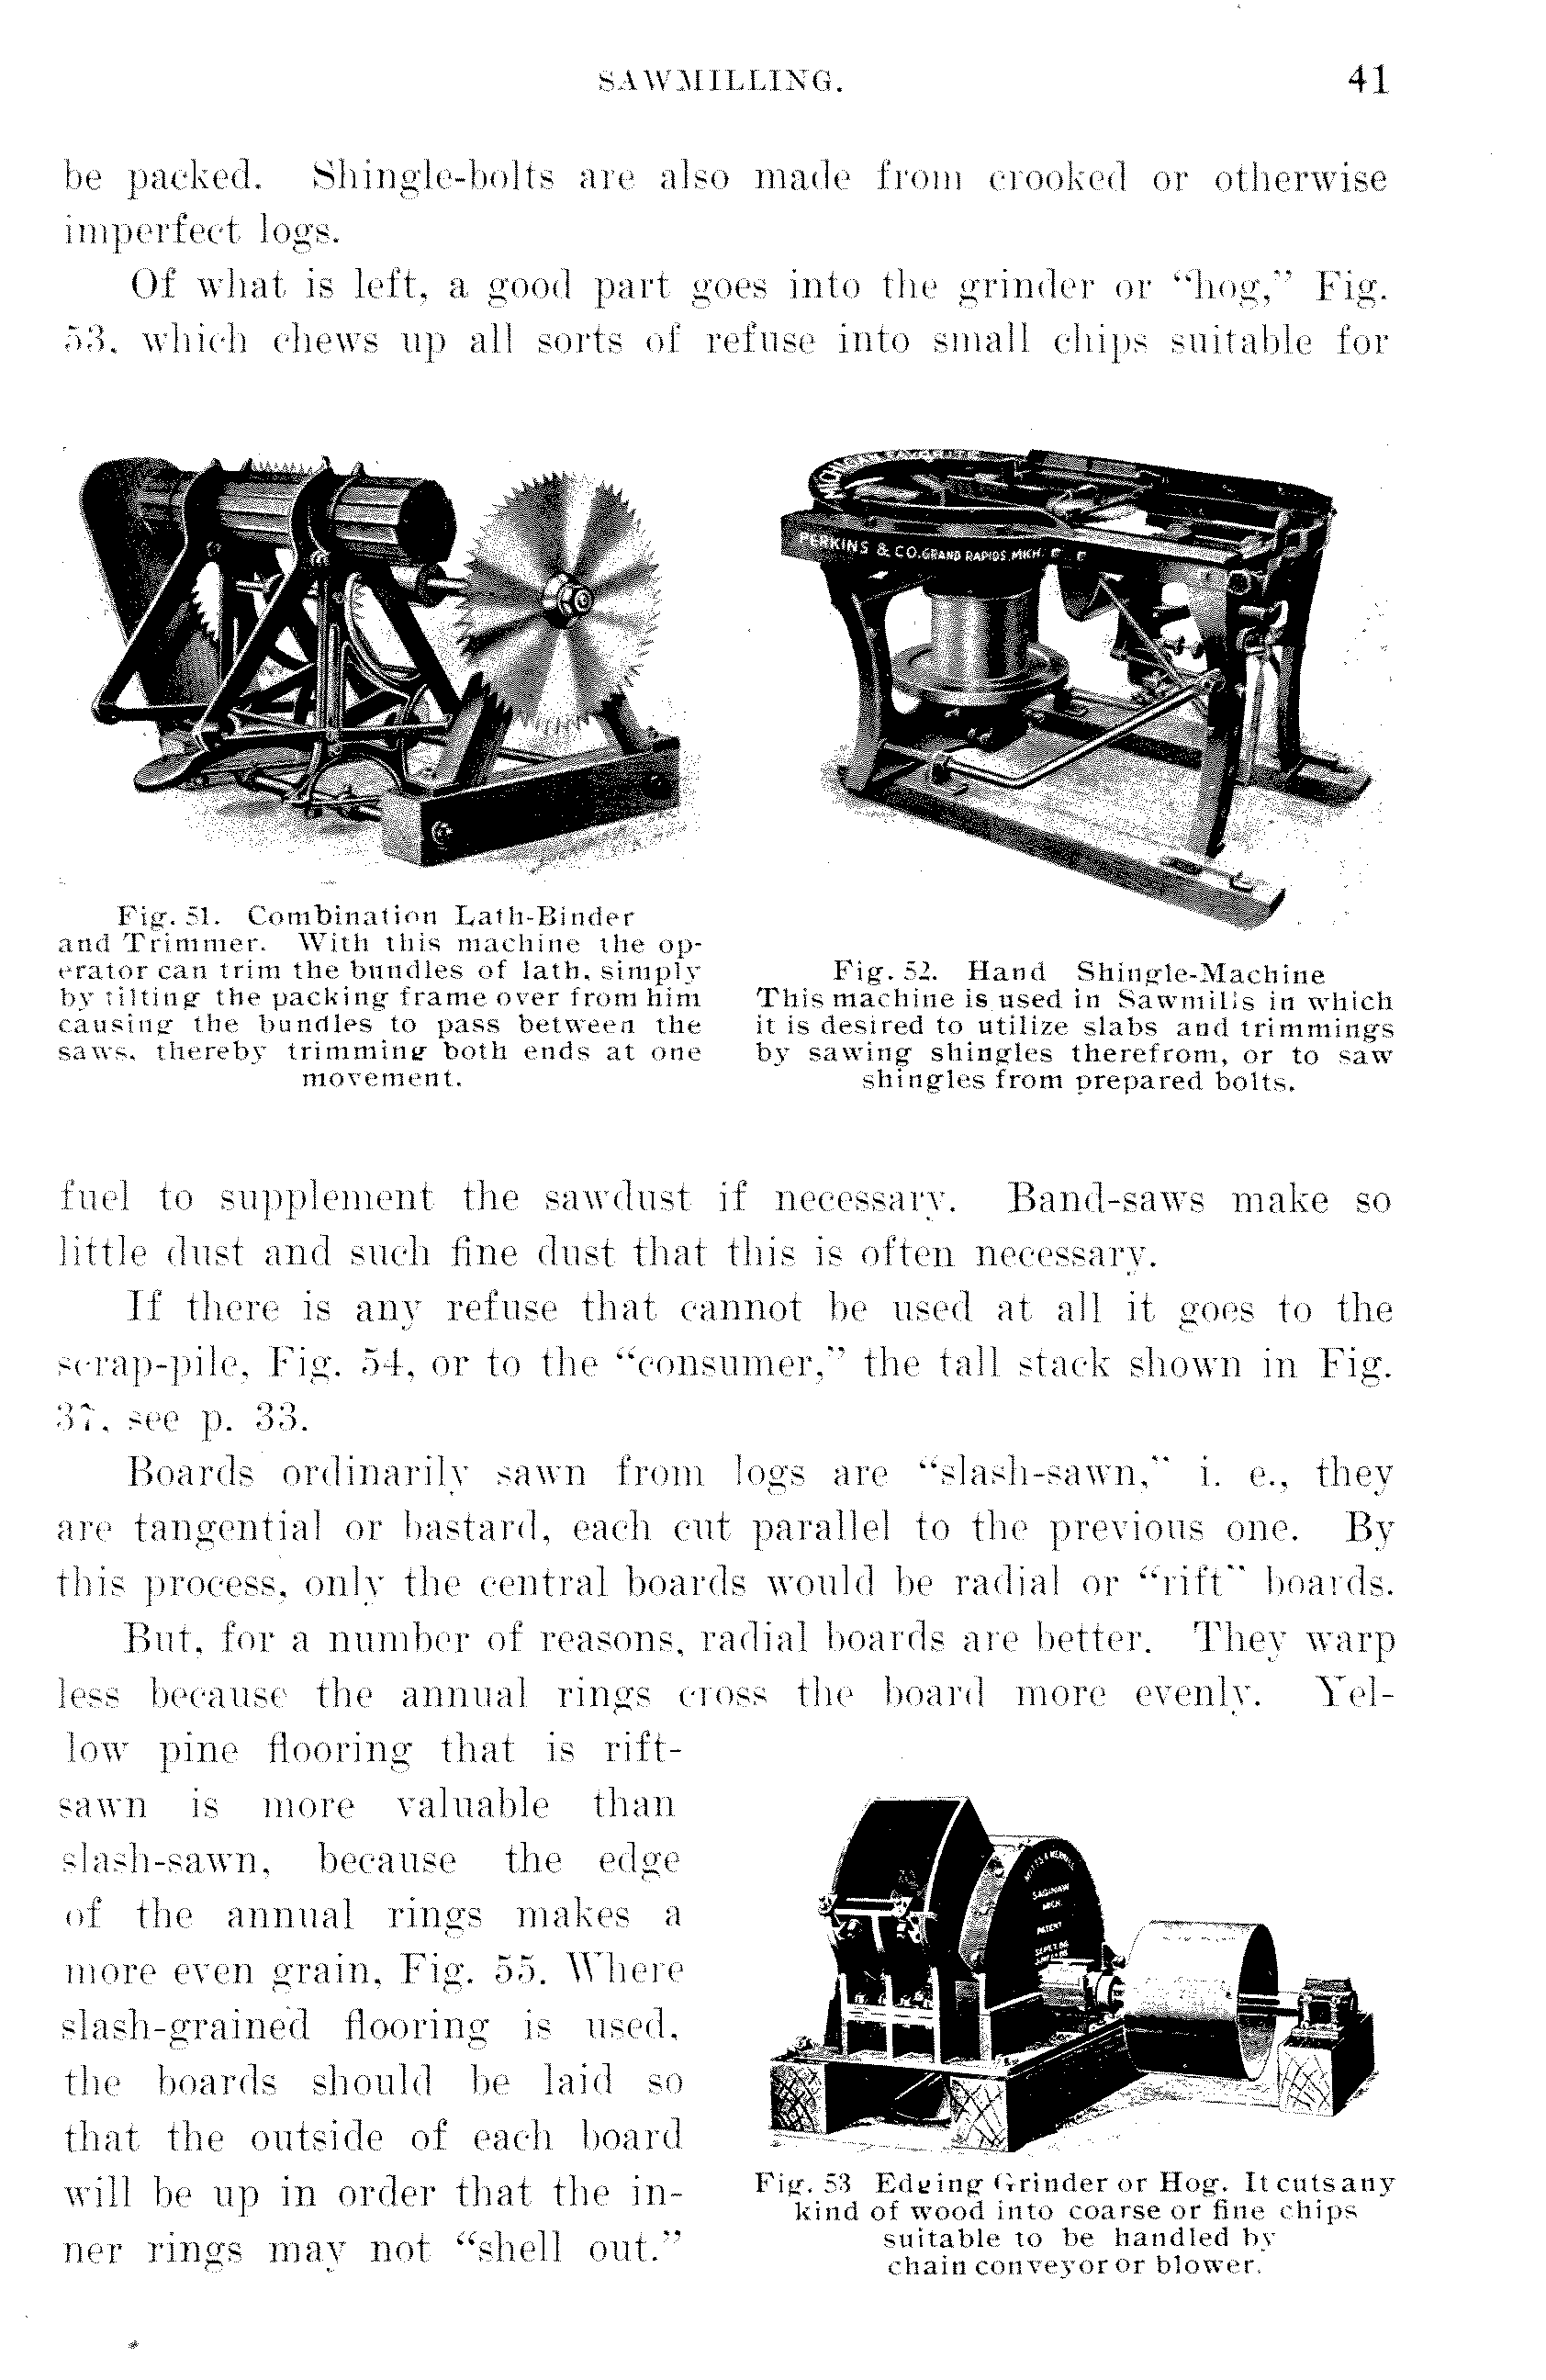 SAWMILLING. 41
be packed. Shingle-bolts are also made from crooked or otherwise
imperfect logs.
Of what is left, a good part goes into the grinder or “hog,” Fig.
53, which chews up all sorts of refuse into small chips suitable for
MICHIGAN FAVORITE
PERKINS & CO. GRAND RAPIDS, MICH.
Fig. 51. Combination Lath-Binder
and Trimmer. With this machine the op-
erator can trim the bundles of lath, simply
by tilting the packing frame over from him
causing the bundles to pass between the
saws, thereby trimming both ends at one
movement.
Fig. 52. Hand Shingle-Machine
This machine is used in Sawmills in which
it is desired to utilize slabs and trimmings
by sawing shingles therefrom, or to saw
shingles from prepared bolts.
fuel to supplement the sawdust if necessary. Band-saws make so
little dust and such fine dust that this is often necessary.
If there is any refuse that cannot be used at all it goes to the
scrap-pile, Fig. 54, or to the “consumer,” the tall stack shown in Fig.
37, see p. 33.
Boards ordinarily sawn from logs are “slash-sawn,” i. e., they
are tangential or bastard, each cut parallel to the previous one. By
this process, only the central boards would be radial or “rift” boards.
But, for a number of reasons, radial boards are better. They warp
less because the annual rings cross the board more evenly. Yel-
low pine flooring that is rift-
sawn is more valuable than
slash-sawn, because the edge
of the annual rings makes a
more even grain, Fig. 55. Where
slash-grained flooring is used,
the boards should be laid so
that the outside of each board
will be up in order that the in-
ner rings may not “shell out.”
SAGINAW
MICH.
PATENT
Fig. 53 Edging Grinder or Hog. It cuts any
kind of wood into coarse or fine chips
suitable to be handled by
chain conveyor or blower.